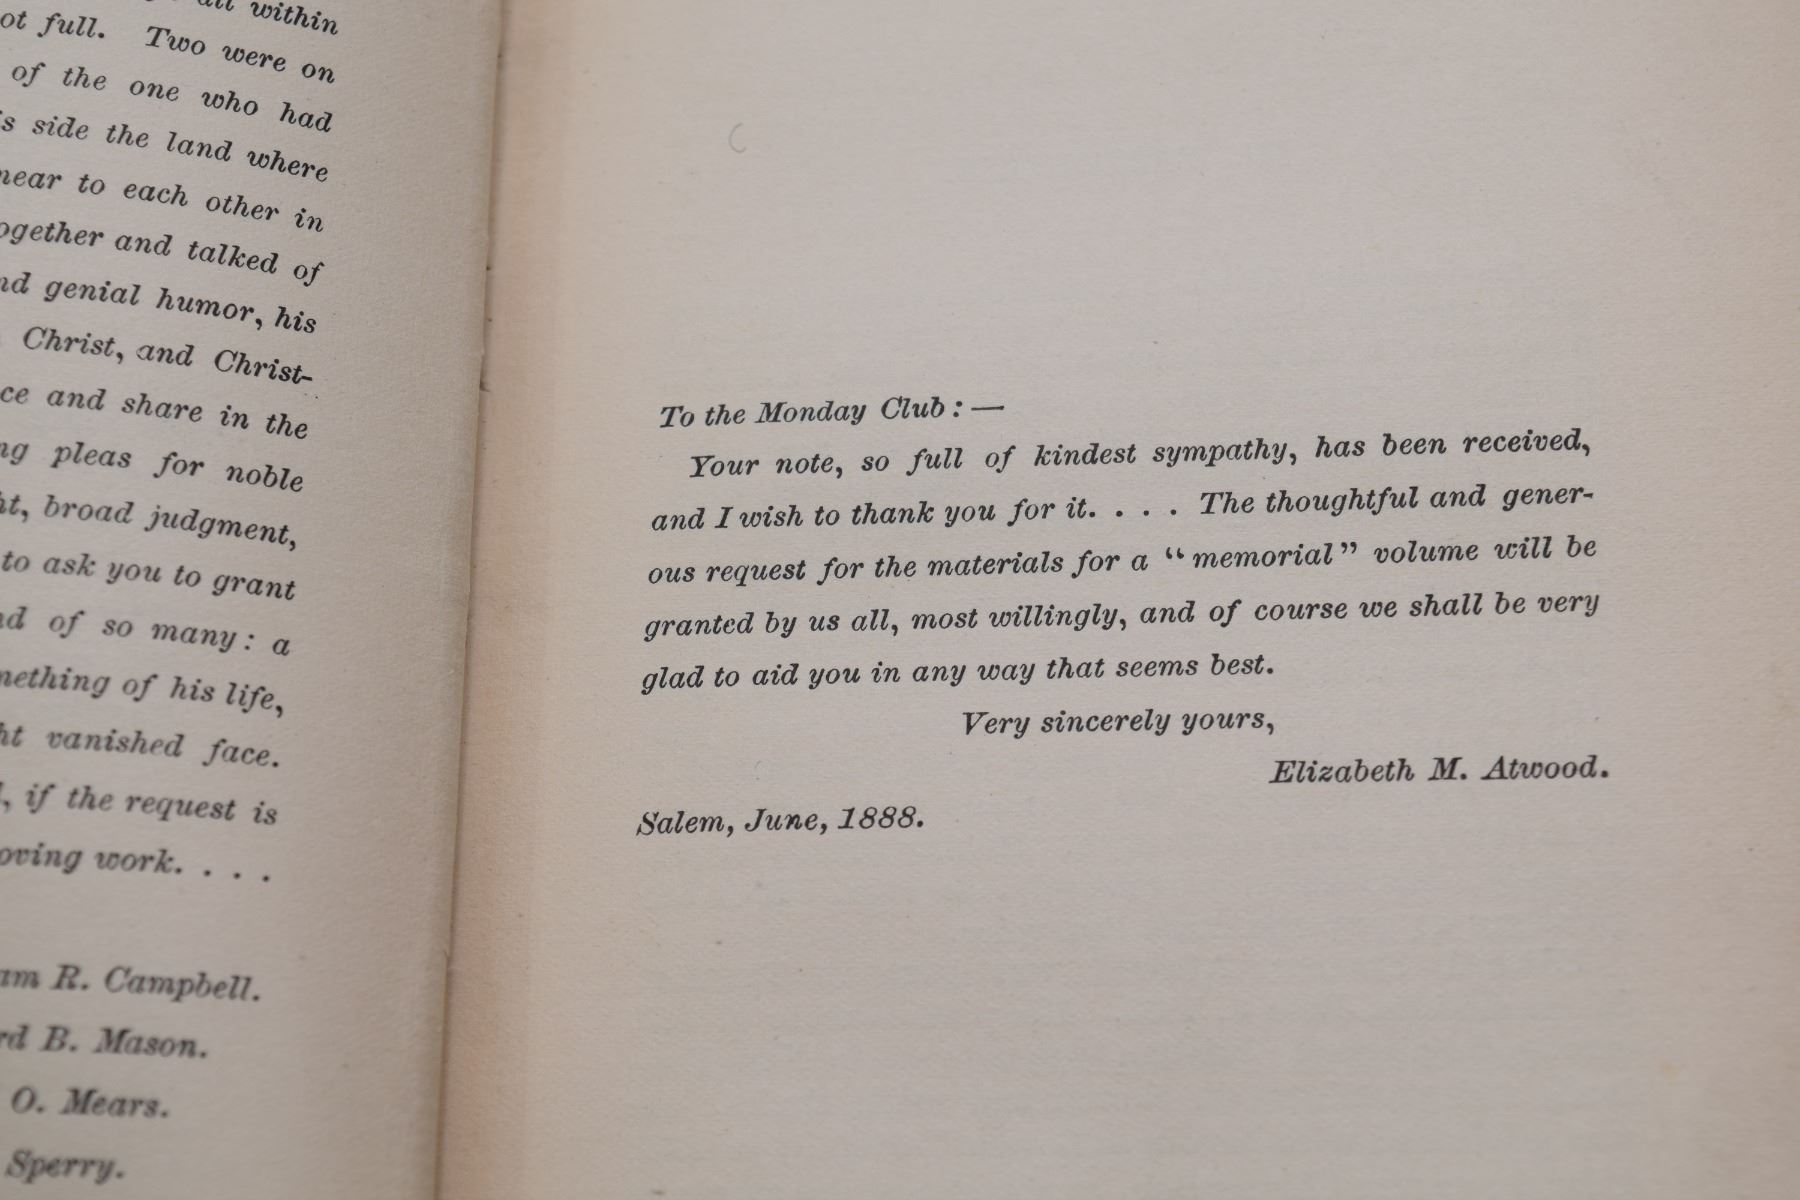 all within
ot full. Two were on
of the one who had
s side the land where
near to each other in
ogether and talked of
nd genial humor, his
Christ, and Christ-
ce and share in the
ng pleas for noble
ht, broad judgment,
to ask you to grant
nd of so many: a
mething of his life,
ht vanished face.
, if the request is
oving work. . . .
am R. Campbell.
rd B. Mason.
O. Mears.
Sperry.
To the Monday Club: —
Your note, so full of kindest sympathy, has been received,
and I wish to thank you for it. . . . The thoughtful and gener-
ous request for the materials for a “memorial” volume will be
granted by us all, most willingly, and of course we shall be very
glad to aid you in any way that seems best.
Very sincerely yours,
Elizabeth M. Atwood.
Salem, June, 1888.